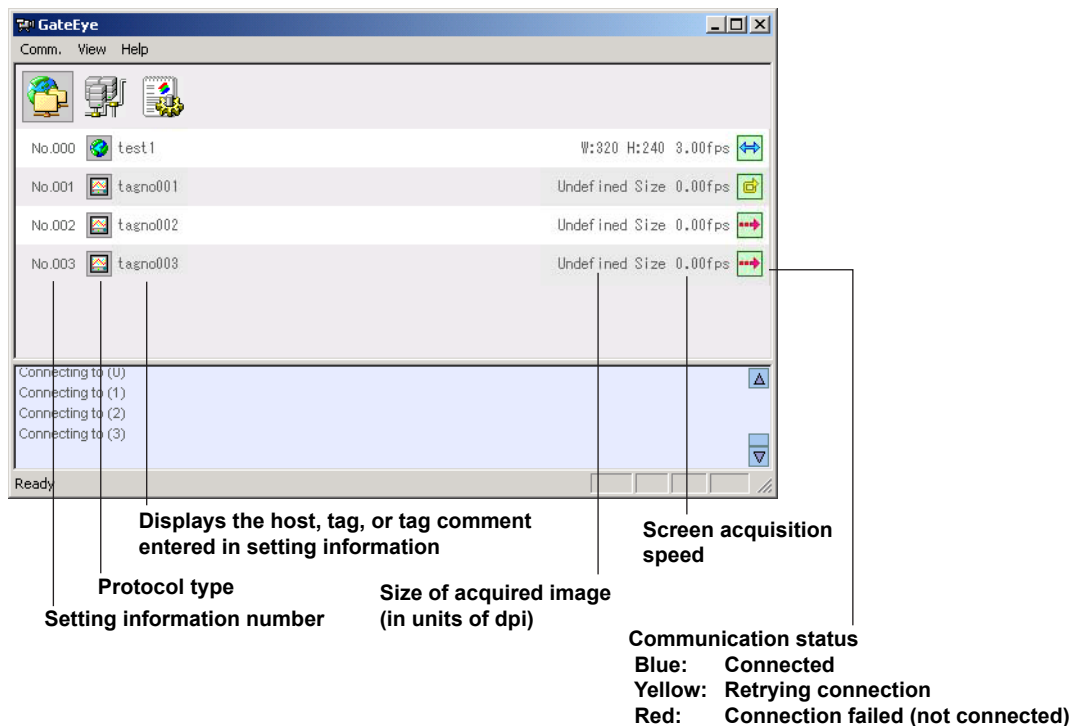 GateEye
Comm. View Help
No.000 test1 W:320 H:240 3.00fps
No.001 tagno001 Undefined Size 0.00fps
No.002 tagno002 Undefined Size 0.00fps
No.003 tagno003 Undefined Size 0.00fps
Connecting to (0)
Connecting to (1)
Connecting to (2)
Connecting to (3)
Ready
Displays the host, tag, or tag comment
entered in setting information
Screen acquisition
speed
Protocol type
Size of acquired image
(in units of dpi)
Setting information number
Communication status
Blue: Connected
Yellow: Retrying connection
Red: Connection failed (not connected)